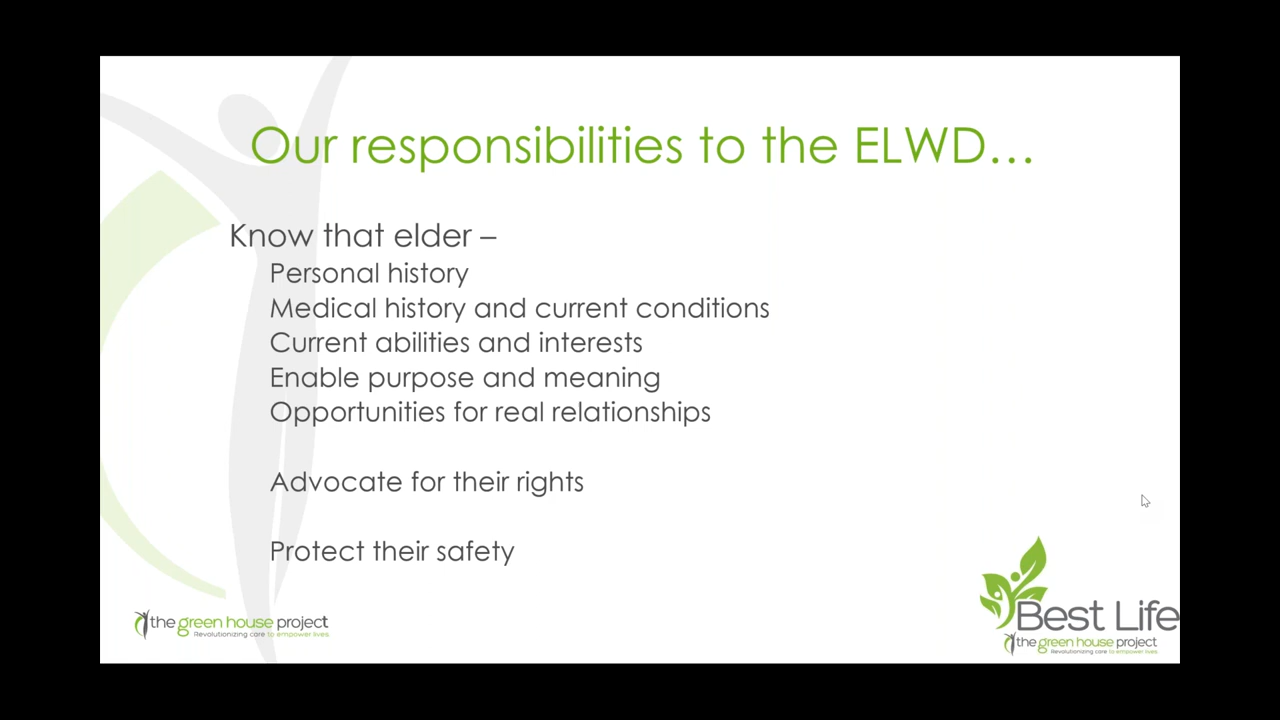 Our responsibilities to the ELWD…
Know that elder –
Personal history
Medical history and current conditions
Current abilities and interests
Enable purpose and meaning
Opportunities for real relationships
Advocate for their rights
Protect their safety
the green house project
Revolutionizing care to empower lives
Best Life
the green house project
Revolutionizing care to empower lives